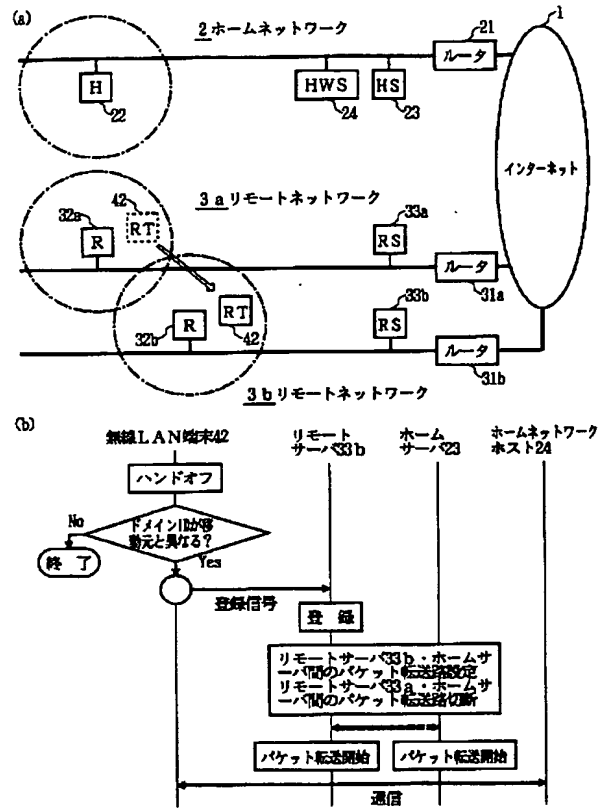 (a)
2 ホームネットワーク
21
1
ルータ
H
22
HWS
24
HS
23
インターネット
3a リモートネットワーク
32a
R
42
RT
33a
RS
ルータ
31a
32b
R
RT
42
33b
RS
ルータ
31b
3b リモートネットワーク
(b)
無線LAN端末42
リモート
サーバ33b
ホーム
サーバ23
ホームネットワーク
ホスト24
ハンドオフ
No
ドメインIDが移
動元と異なる?
終了
Yes
登録信号
登録
リモートサーバ33b・ホームサ
ーバ間のパケット転送路設定
リモートサーバ33a・ホームサ
ーバ間のパケット転送路切断
パケット転送開始
パケット転送開始
通信